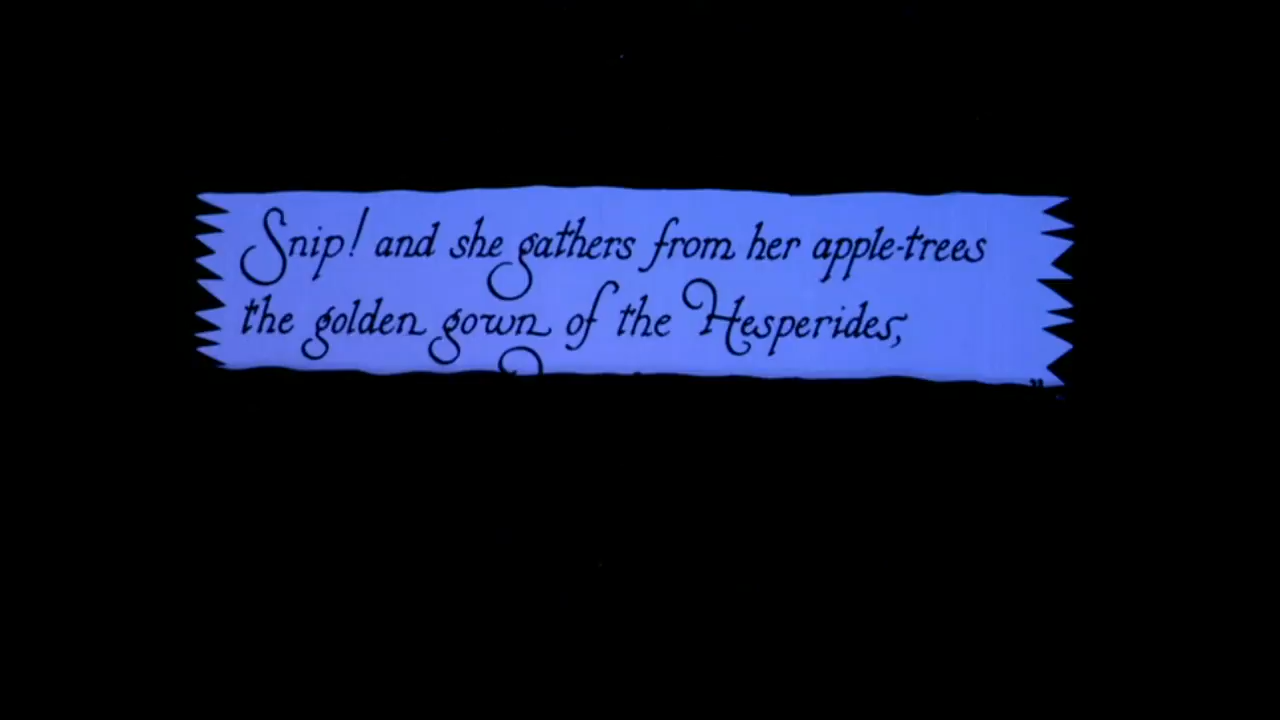 Snip! and she gathers from her apple-trees
the golden gown of the Hesperides,